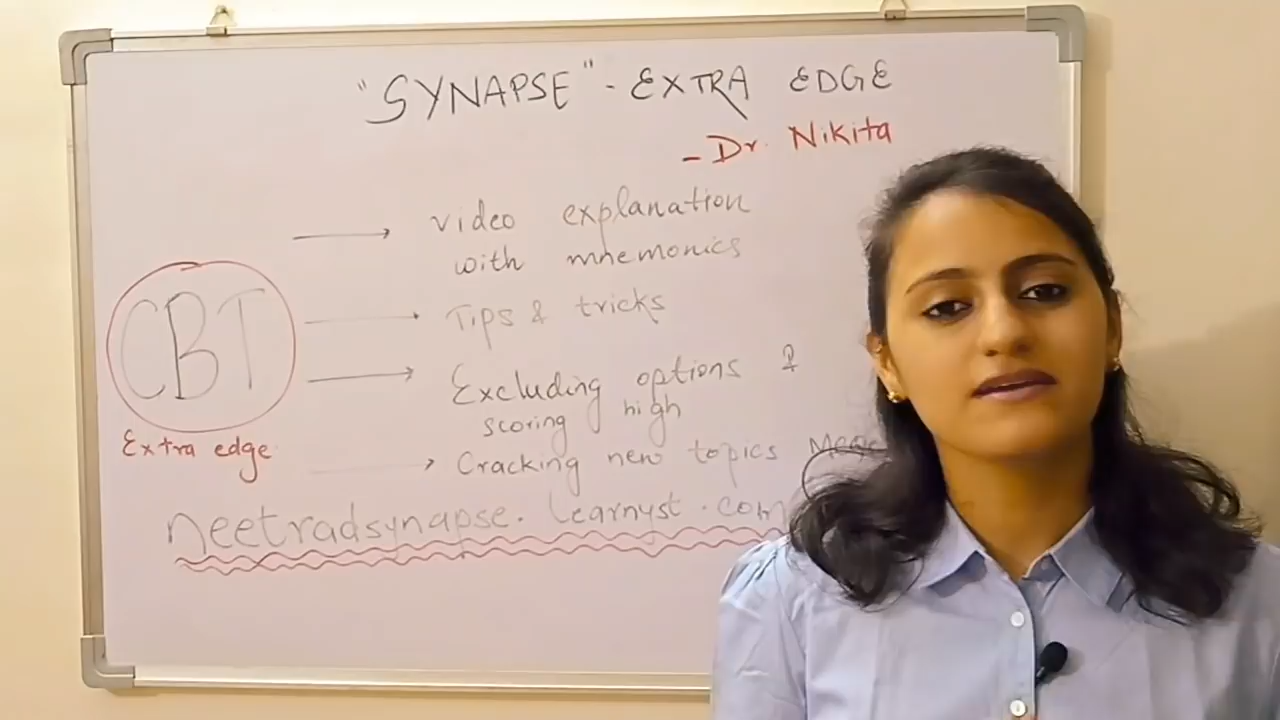 "SYNAPSE" - EXTRA EDGE
- Dr. Nikita
video explanation
with mnemonics
Tips & tricks
CBT
Excluding options &
scoring high
Extra edge
Cracking new topics
neetradsynapse.learnyst.com